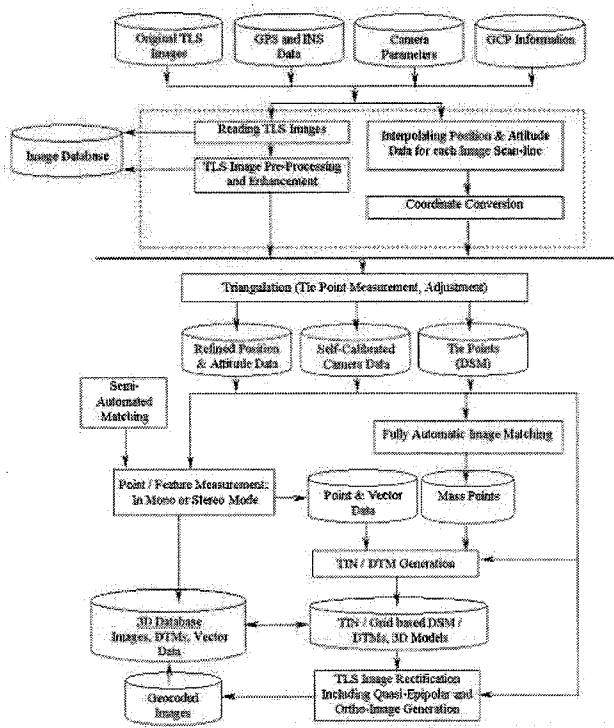 Original TLS
Images
GPS and INS
Data
Camera
Parameters
GCP Information
Reading TLS Images
Interpolating Position & Attitude
Data for each Image Scan-line
Image Database
TLS Image Pre-Processing
and Enhancement
Coordinate Conversion
Triangulation (Tie Point Measurement, Adjustment)
Refined Position
& Attitude Data
Self-Calibrated
Camera Data
Tie Points
(DSM)
Semi-
Automated
Matching
Fully Automatic Image Matching
Point / Feature Measurement
In Mono or Stereo Mode
Point & Vector
Data
Mass Points
TIN / DTM Generation
3D Database
Images, DTMs, Vector
Data
TIN / Grid based DSM /
DTMs, 3D Models
Geocoded
Images
TLS Image Rectification
Including Quasi-Epipolar and
Ortho-Image Generation